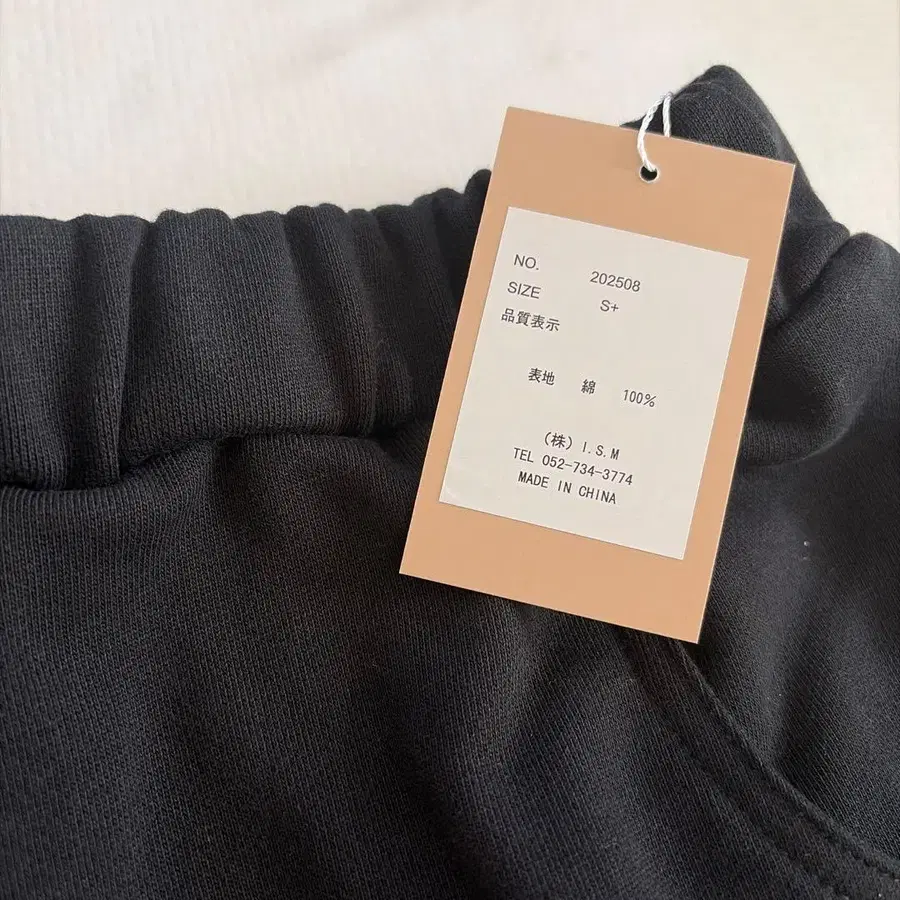 NO. 202508
SIZE S+
品質表示
表地 綿 100%
(株) I.S.M
TEL 052-734-3774
MADE IN CHINA